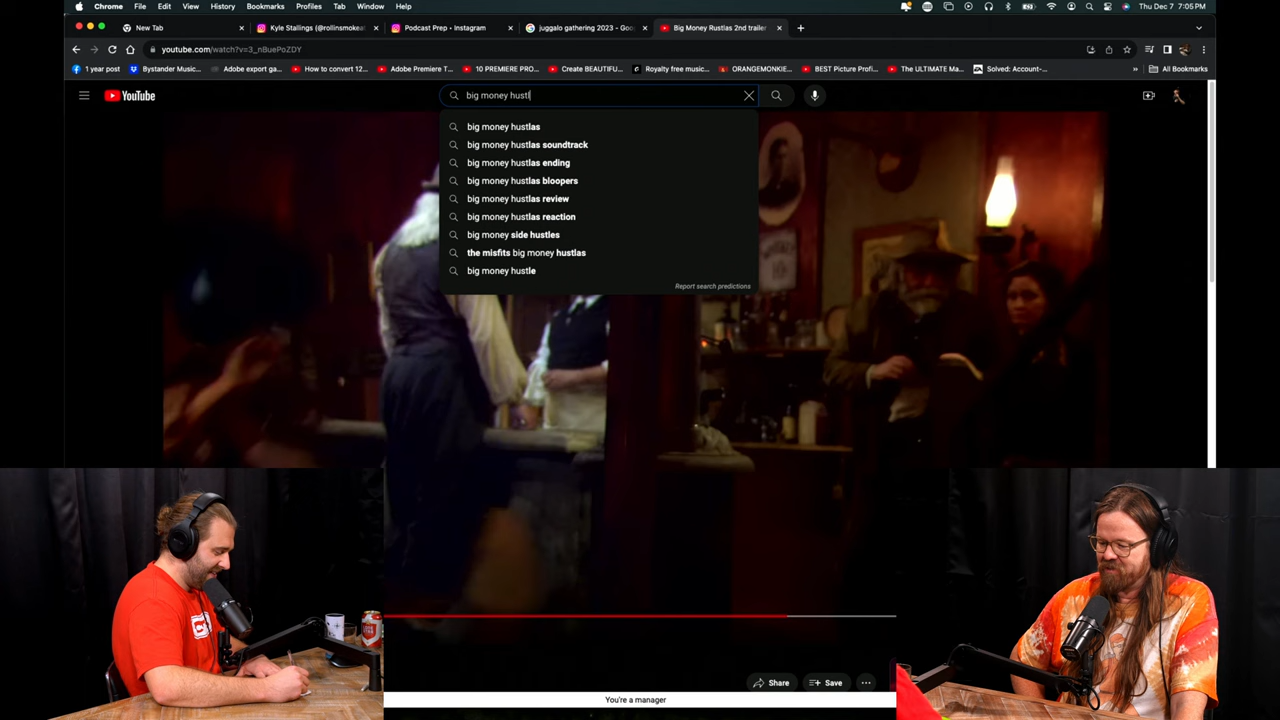 Chrome File Edit View History Bookmarks Profiles Tab Window Help Thu Dec 7 7:05 PM
New Tab Kyle Stallings (@rollinsmokea Podcast Prep • Instagram juggalo gathering 2023 - Goo Big Money Rustlas 2nd trailer
youtube.com/watch?v=3_nBuePoZDY
1 year post Bystander Music... Adobe export ga... How to convert 12... Adobe Premiere T... 10 PREMIERE PRO... Create BEAUTIFU... Royalty free music... ORANGEMONKIE... BEST Picture Profi... The ULTIMATE Ma... Solved: Account-... » All Bookmarks
YouTube big money hustl
big money hustlas
big money hustlas soundtrack
big money hustlas ending
big money hustlas bloopers
big money hustlas review
big money hustlas reaction
big money side hustles
the misfits big money hustlas
big money hustle
Report search predictions
Share Save
You're a manager